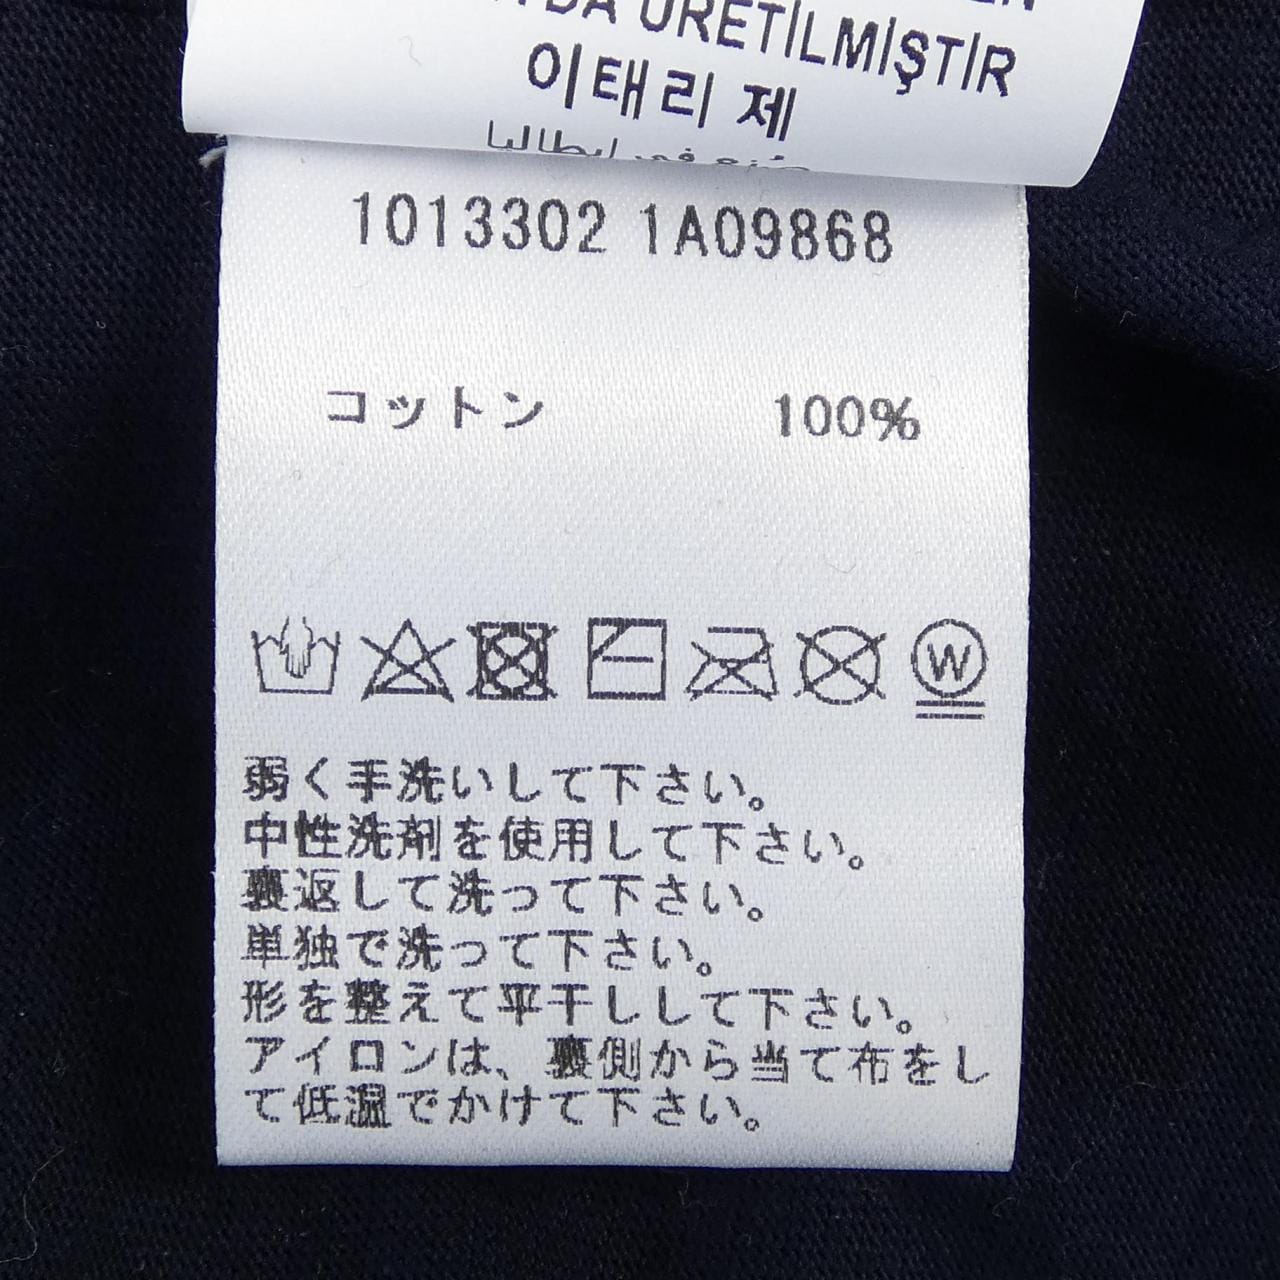 ÜRETİLMİŞTİR
이태리 제
1013302 1A09868
コットン 100%
W
弱く手洗いして下さい。
中性洗剤を使用して下さい。
裏返して洗って下さい。
単独で洗って下さい。
形を整えて平干しして下さい。
アイロンは、裏側から当て布をし
て低温でかけて下さい。